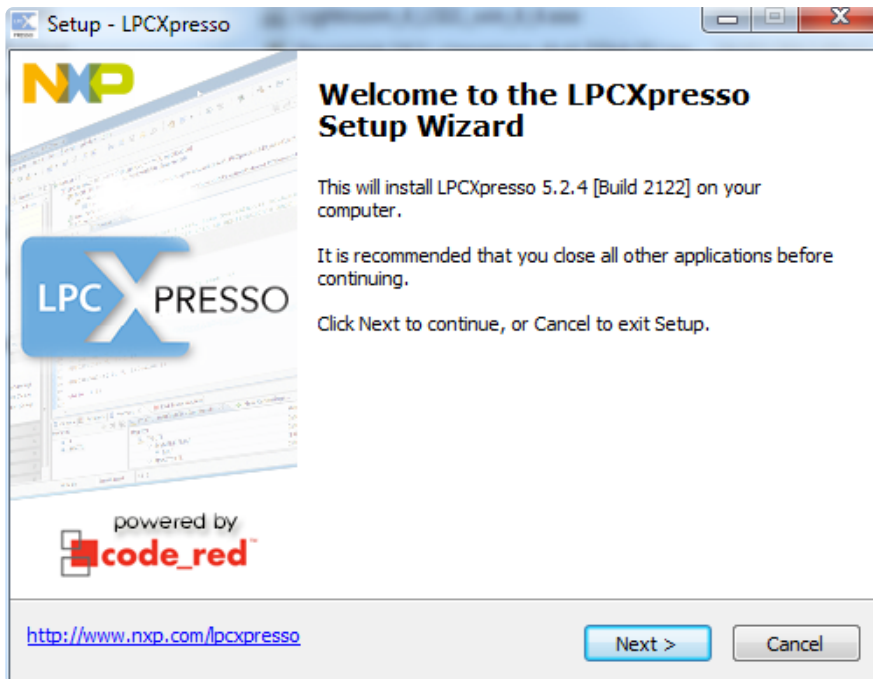 Setup - LPCXpresso
NXP
Welcome to the LPCXpresso
Setup Wizard
This will install LPCXpresso 5.2.4 [Build 2122] on your
computer.
It is recommended that you close all other applications before
continuing.
Click Next to continue, or Cancel to exit Setup.
LPC XPRESSO
powered by
code_red
http://www.nxp.com/lpcxpresso
Next >
Cancel